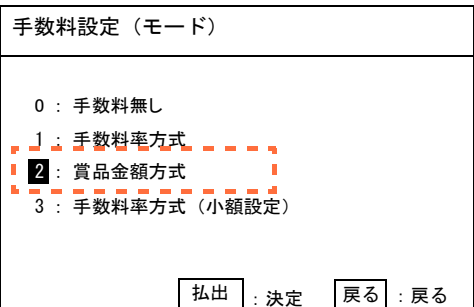 手数料設定（モード）
0 : 手数料無し
1 : 手数料率方式
2 : 賞品金額方式
3 : 手数料率方式（小額設定）
払出 : 決定 戻る : 戻る